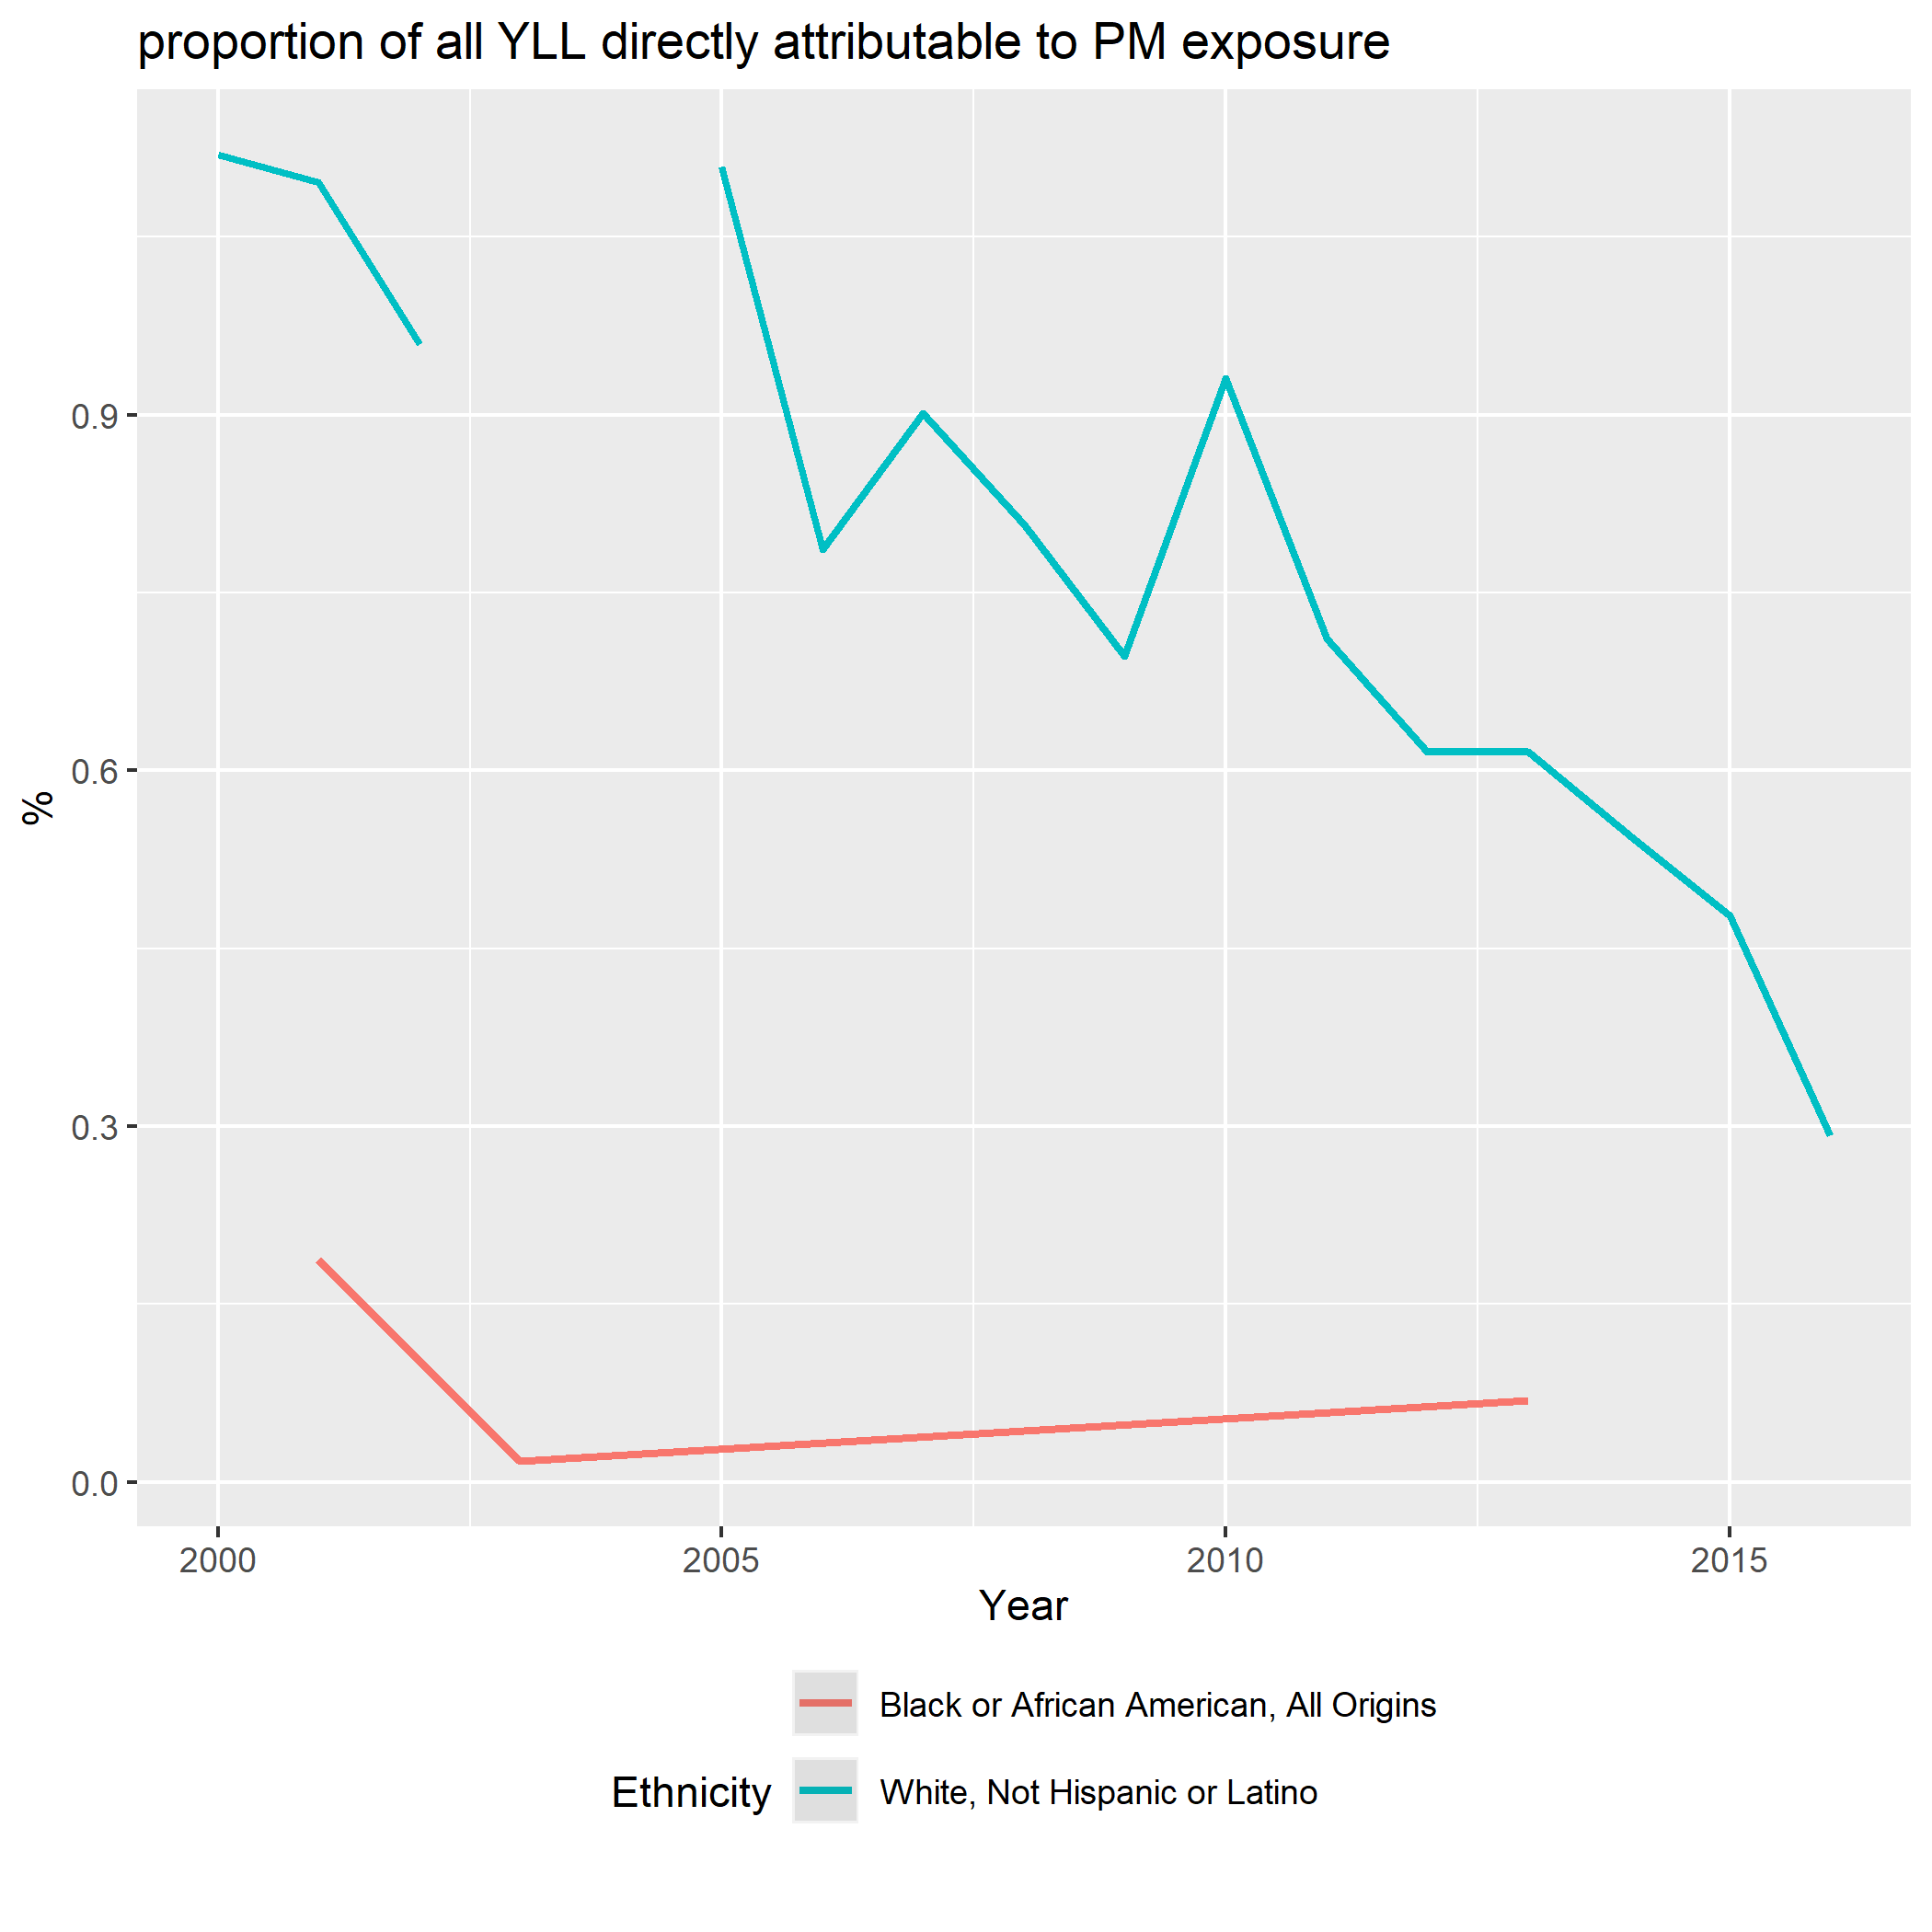 proportion of all YLL directly attributable to PM exposure
%
0.9
0.6
0.3
0.0
2000 2005 2010 2015
Year
Ethnicity
Black or African American, All Origins
White, Not Hispanic or Latino